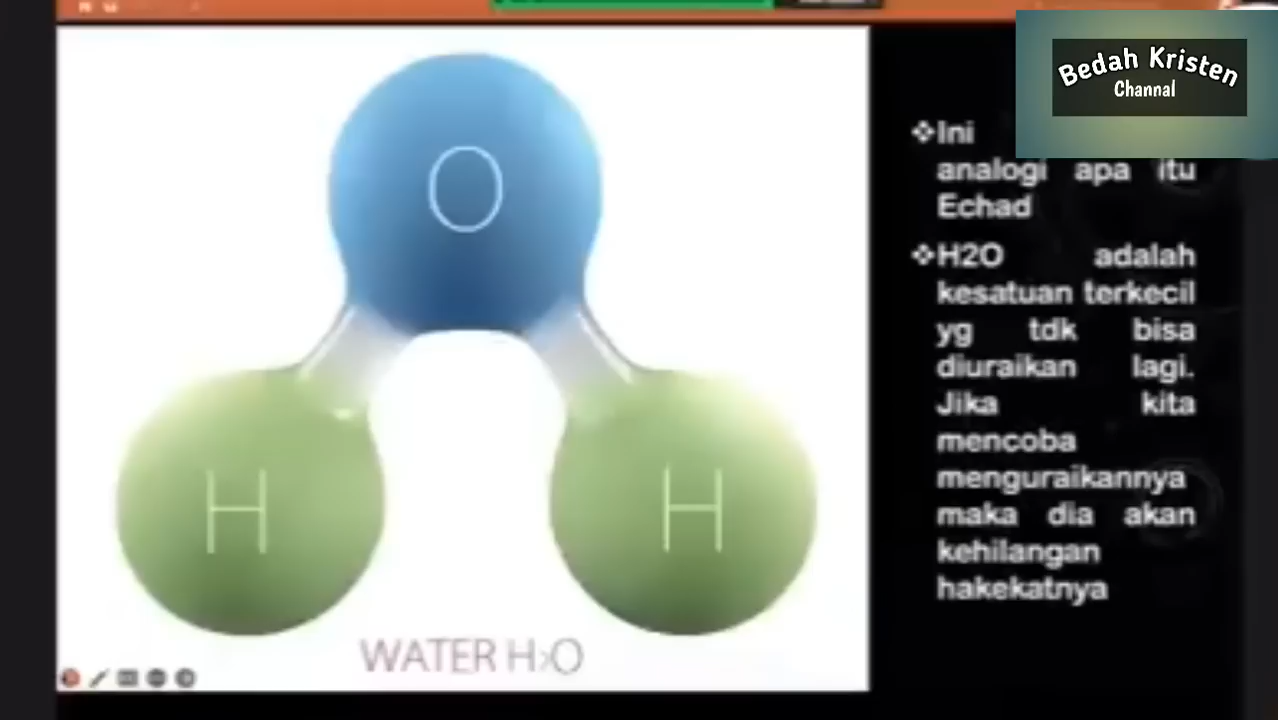 Bedah Kristen
Channal
O
H
H
WATER H2O
❖Ini
analogi apa itu
Echad
❖H2O adalah
kesatuan terkecil
yg tdk bisa
diuraikan lagi.
Jika kita
mencoba
menguraikannya
maka dia akan
kehilangan
hakekatnya